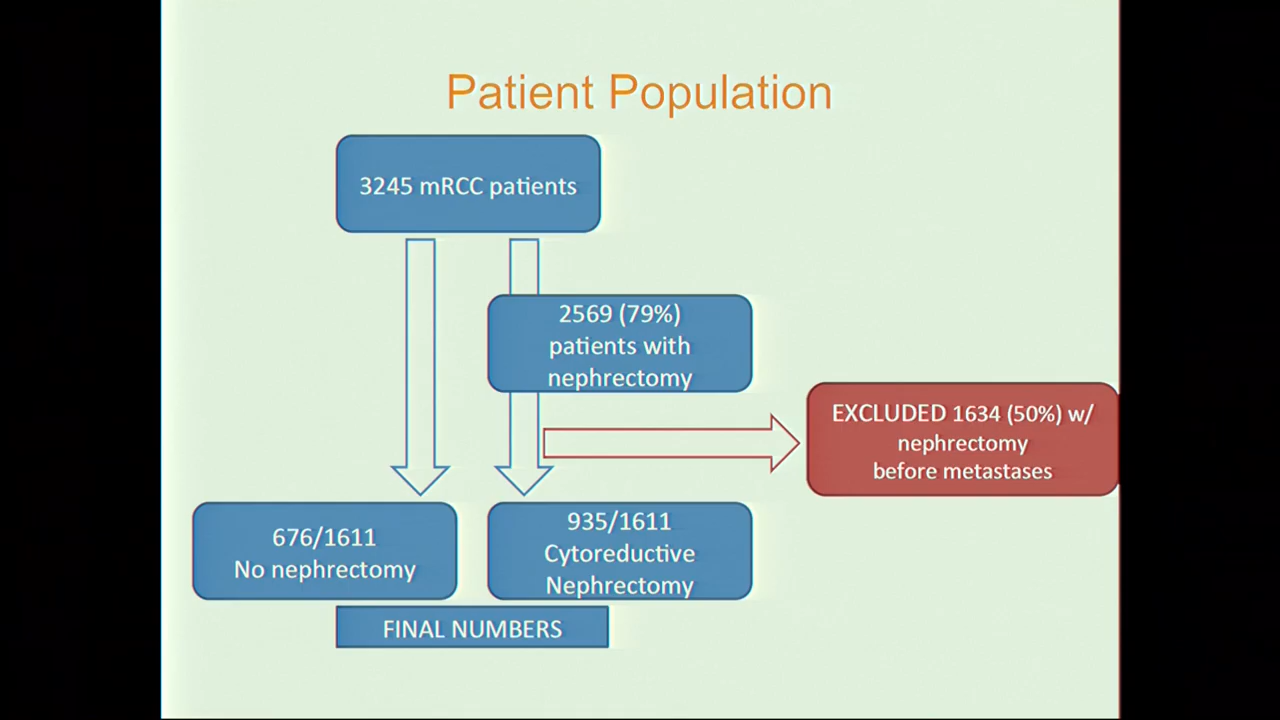 Patient Population
3245 mRCC patients
2569 (79%)
patients with
nephrectomy
EXCLUDED 1634 (50%) w/
nephrectomy
before metastases
676/1611
No nephrectomy
935/1611
Cytoreductive
Nephrectomy
FINAL NUMBERS